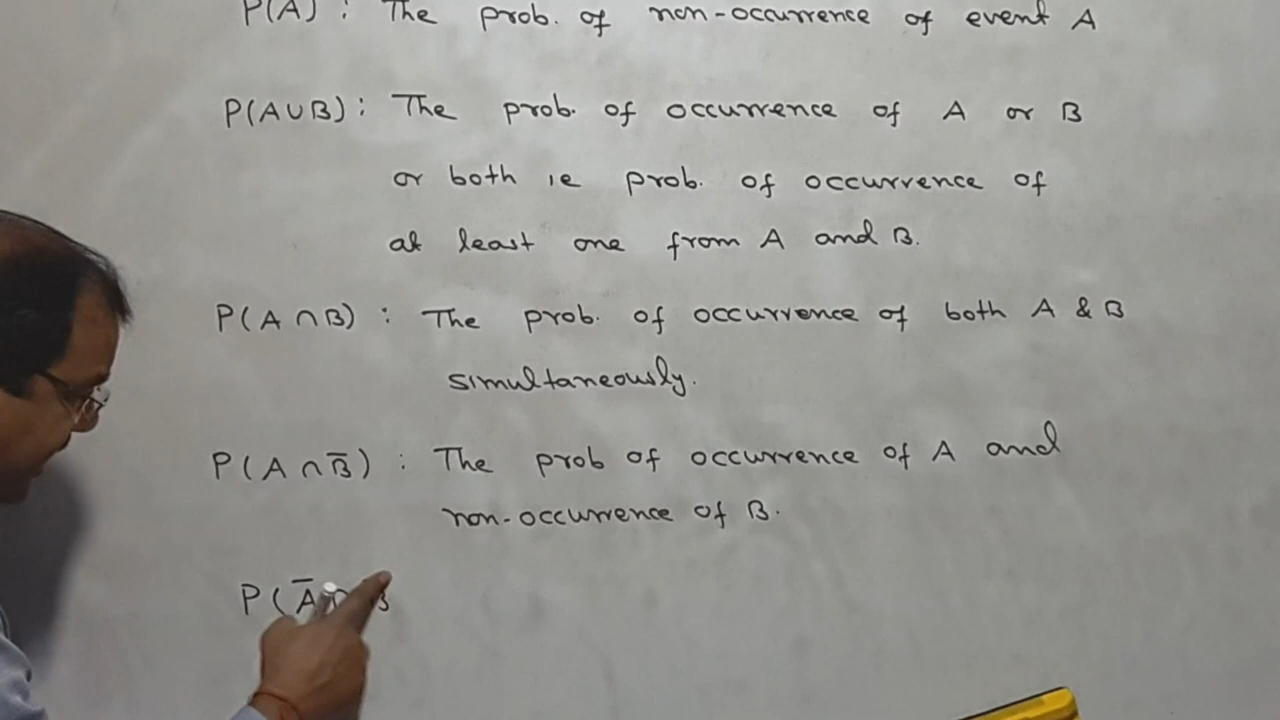 P(A) : The prob. of non-occurrence of event A
P(A∪B) : The prob. of occurrence of A or B
or both ie prob. of occurrence of
at least one from A and B.
P(A∩B) : The prob. of occurrence of both A & B
simultaneously.
P(A∩B̅) : The prob of occurrence of A and
non-occurrence of B.
P(A̅∩B